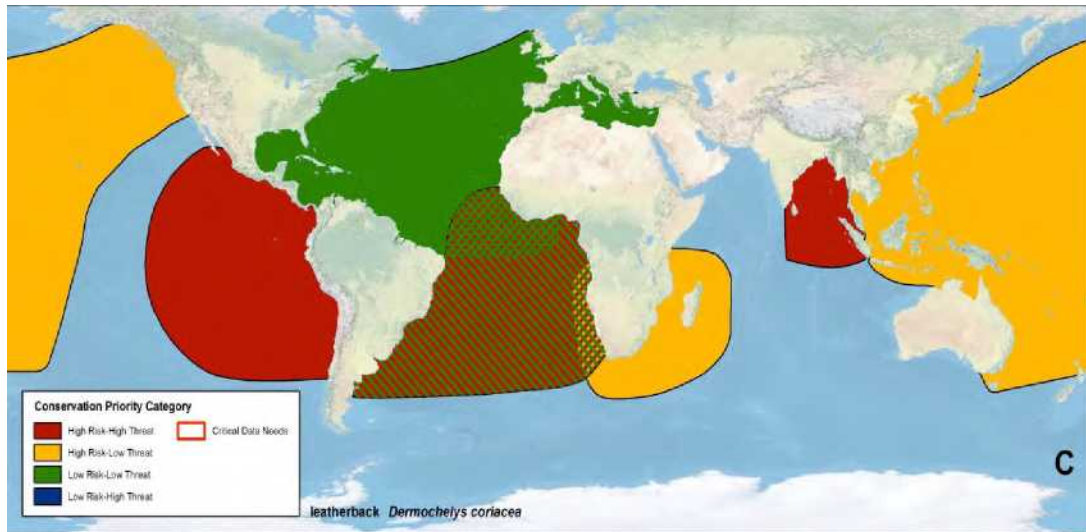 Conservation Priority Category
High Risk-High Threat
Critical Data Needs
High Risk-Low Threat
Low Risk-Low Threat
Low Risk-High Threat
C
leatherback Dermochelys coriacea